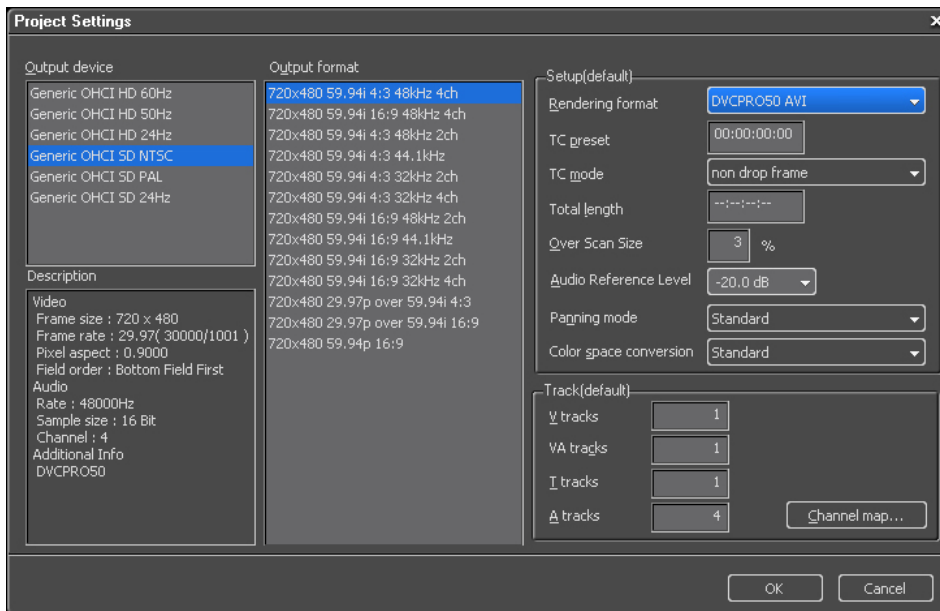 Project Settings
x
Output device
Generic OHCI HD 60Hz
Generic OHCI HD 50Hz
Generic OHCI HD 24Hz
Generic OHCI SD NTSC
Generic OHCI SD PAL
Generic OHCI SD 24Hz
Description
Video
Frame size : 720 x 480
Frame rate : 29.97( 30000/1001 )
Pixel aspect : 0.9000
Field order : Bottom Field First
Audio
Rate : 48000Hz
Sample size : 16 Bit
Channel : 4
Additional Info
DVCPRO50
Output format
720x480 59.94i 4:3 48kHz 4ch
720x480 59.94i 16:9 48kHz 4ch
720x480 59.94i 4:3 48kHz 2ch
720x480 59.94i 4:3 44.1kHz
720x480 59.94i 4:3 32kHz 2ch
720x480 59.94i 4:3 32kHz 4ch
720x480 59.94i 16:9 48kHz 2ch
720x480 59.94i 16:9 44.1kHz
720x480 59.94i 16:9 32kHz 2ch
720x480 59.94i 16:9 32kHz 4ch
720x480 29.97p over 59.94i 4:3
720x480 29.97p over 59.94i 16:9
720x480 59.94p 16:9
Setup(default)
Rendering format DVCPRO50 AVI
TC preset 00:00:00:00
TC mode non drop frame
Total length --:--:--:--
Over Scan Size 3 %
Audio Reference Level -20.0 dB
Panning mode Standard
Color space conversion Standard
Track(default)
V tracks 1
VA tracks 1
T tracks 1
A tracks 4
Channel map...
OK
Cancel